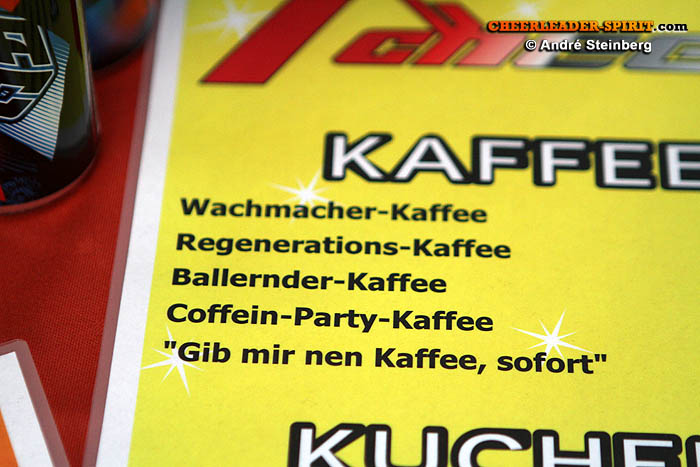 CHEERLEADER-SPIRIT.com
© André Steinberg
KAFFEE
Wachmacher-Kaffee
Regenerations-Kaffee
Ballernder-Kaffee
Coffein-Party-Kaffee
"Gib mir nen Kaffee, sofort"
KUCHE